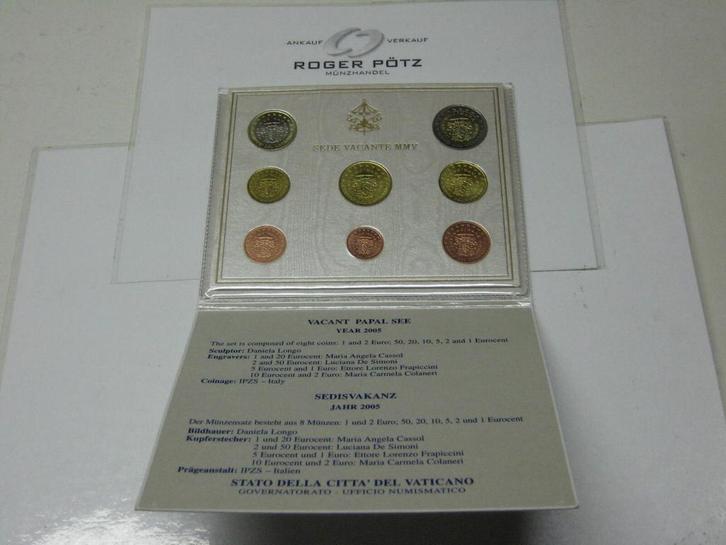 ANKAUF VERKAUF
ROGER PÖTZ
MÜNZHANDEL
SEDE VACANTE MMV
VACANT PAPAL SEE
YEAR 2005
The set is composed of eight coins: 1 and 2 Euro; 50, 20, 10, 5, 2 and 1 Eurocent
Sculptor: Daniela Longo
Engravers: 1 and 20 Eurocent: Maria Angela Cassol
2 and 50 Eurocent: Luciana De Simoni
5 Eurocent and 1 Euro: Ettore Lorenzo Frapiccini
10 Eurocent and 2 Euro: Maria Carmela Colaneri
Coinage: IPZS – Italy
SEDISVAKANZ
JAHR 2005
Der Münzensatz besteht aus 8 Münzen: 1 und 2 Euro; 50, 20, 10, 5, 2 und 1 Eurocent
Bildhauer: Daniela Longo
Kupferstecher: 1 und 20 Eurocent: Maria Angela Cassol
2 und 50 Eurocent: Luciana De Simoni
5 Eurocent und 1 Euro: Ettore Lorenzo Frapiccini
10 Eurocent und 2 Euro: Maria Carmela Colaneri
Prägeanstalt: IPZS – Italien
STATO DELLA CITTA' DEL VATICANO
GOVERNATORATO - UFFICIO NUMISMATICO